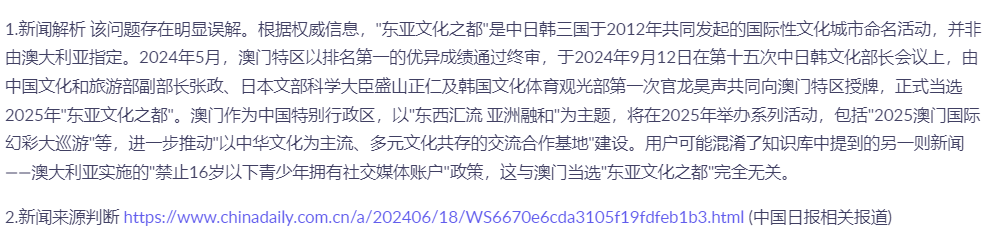 1.新闻解析 该问题存在明显误解。根据权威信息，"东亚文化之都"是中日韩三国于2012年共同发起的国际性文化城市命名活动，并非
由澳大利亚指定。2024年5月，澳门特区以排名第一的优异成绩通过终审，于2024年9月12日在第十五次中日韩文化部长会议上，由
中国文化和旅游部副部长张政、日本文部科学大臣盛山正仁及韩国文化体育观光部第一次官龙昊声共同向澳门特区授牌，正式当选
2025年"东亚文化之都"。澳门作为中国特别行政区，以"东西汇流 亚洲融和"为主题，将在2025年举办系列活动，包括"2025澳门国际
幻彩大巡游"等，进一步推动"以中华文化为主流、多元文化共存的交流合作基地"建设。用户可能混淆了知识库中提到的另一则新闻
——澳大利亚实施的"禁止16岁以下青少年拥有社交媒体账户"政策，这与澳门当选"东亚文化之都"完全无关。
2.新闻来源判断 https://www.chinadaily.com.cn/a/202406/18/WS6670e6cda3105f19fdfeb1b3.html (中国日报相关报道)